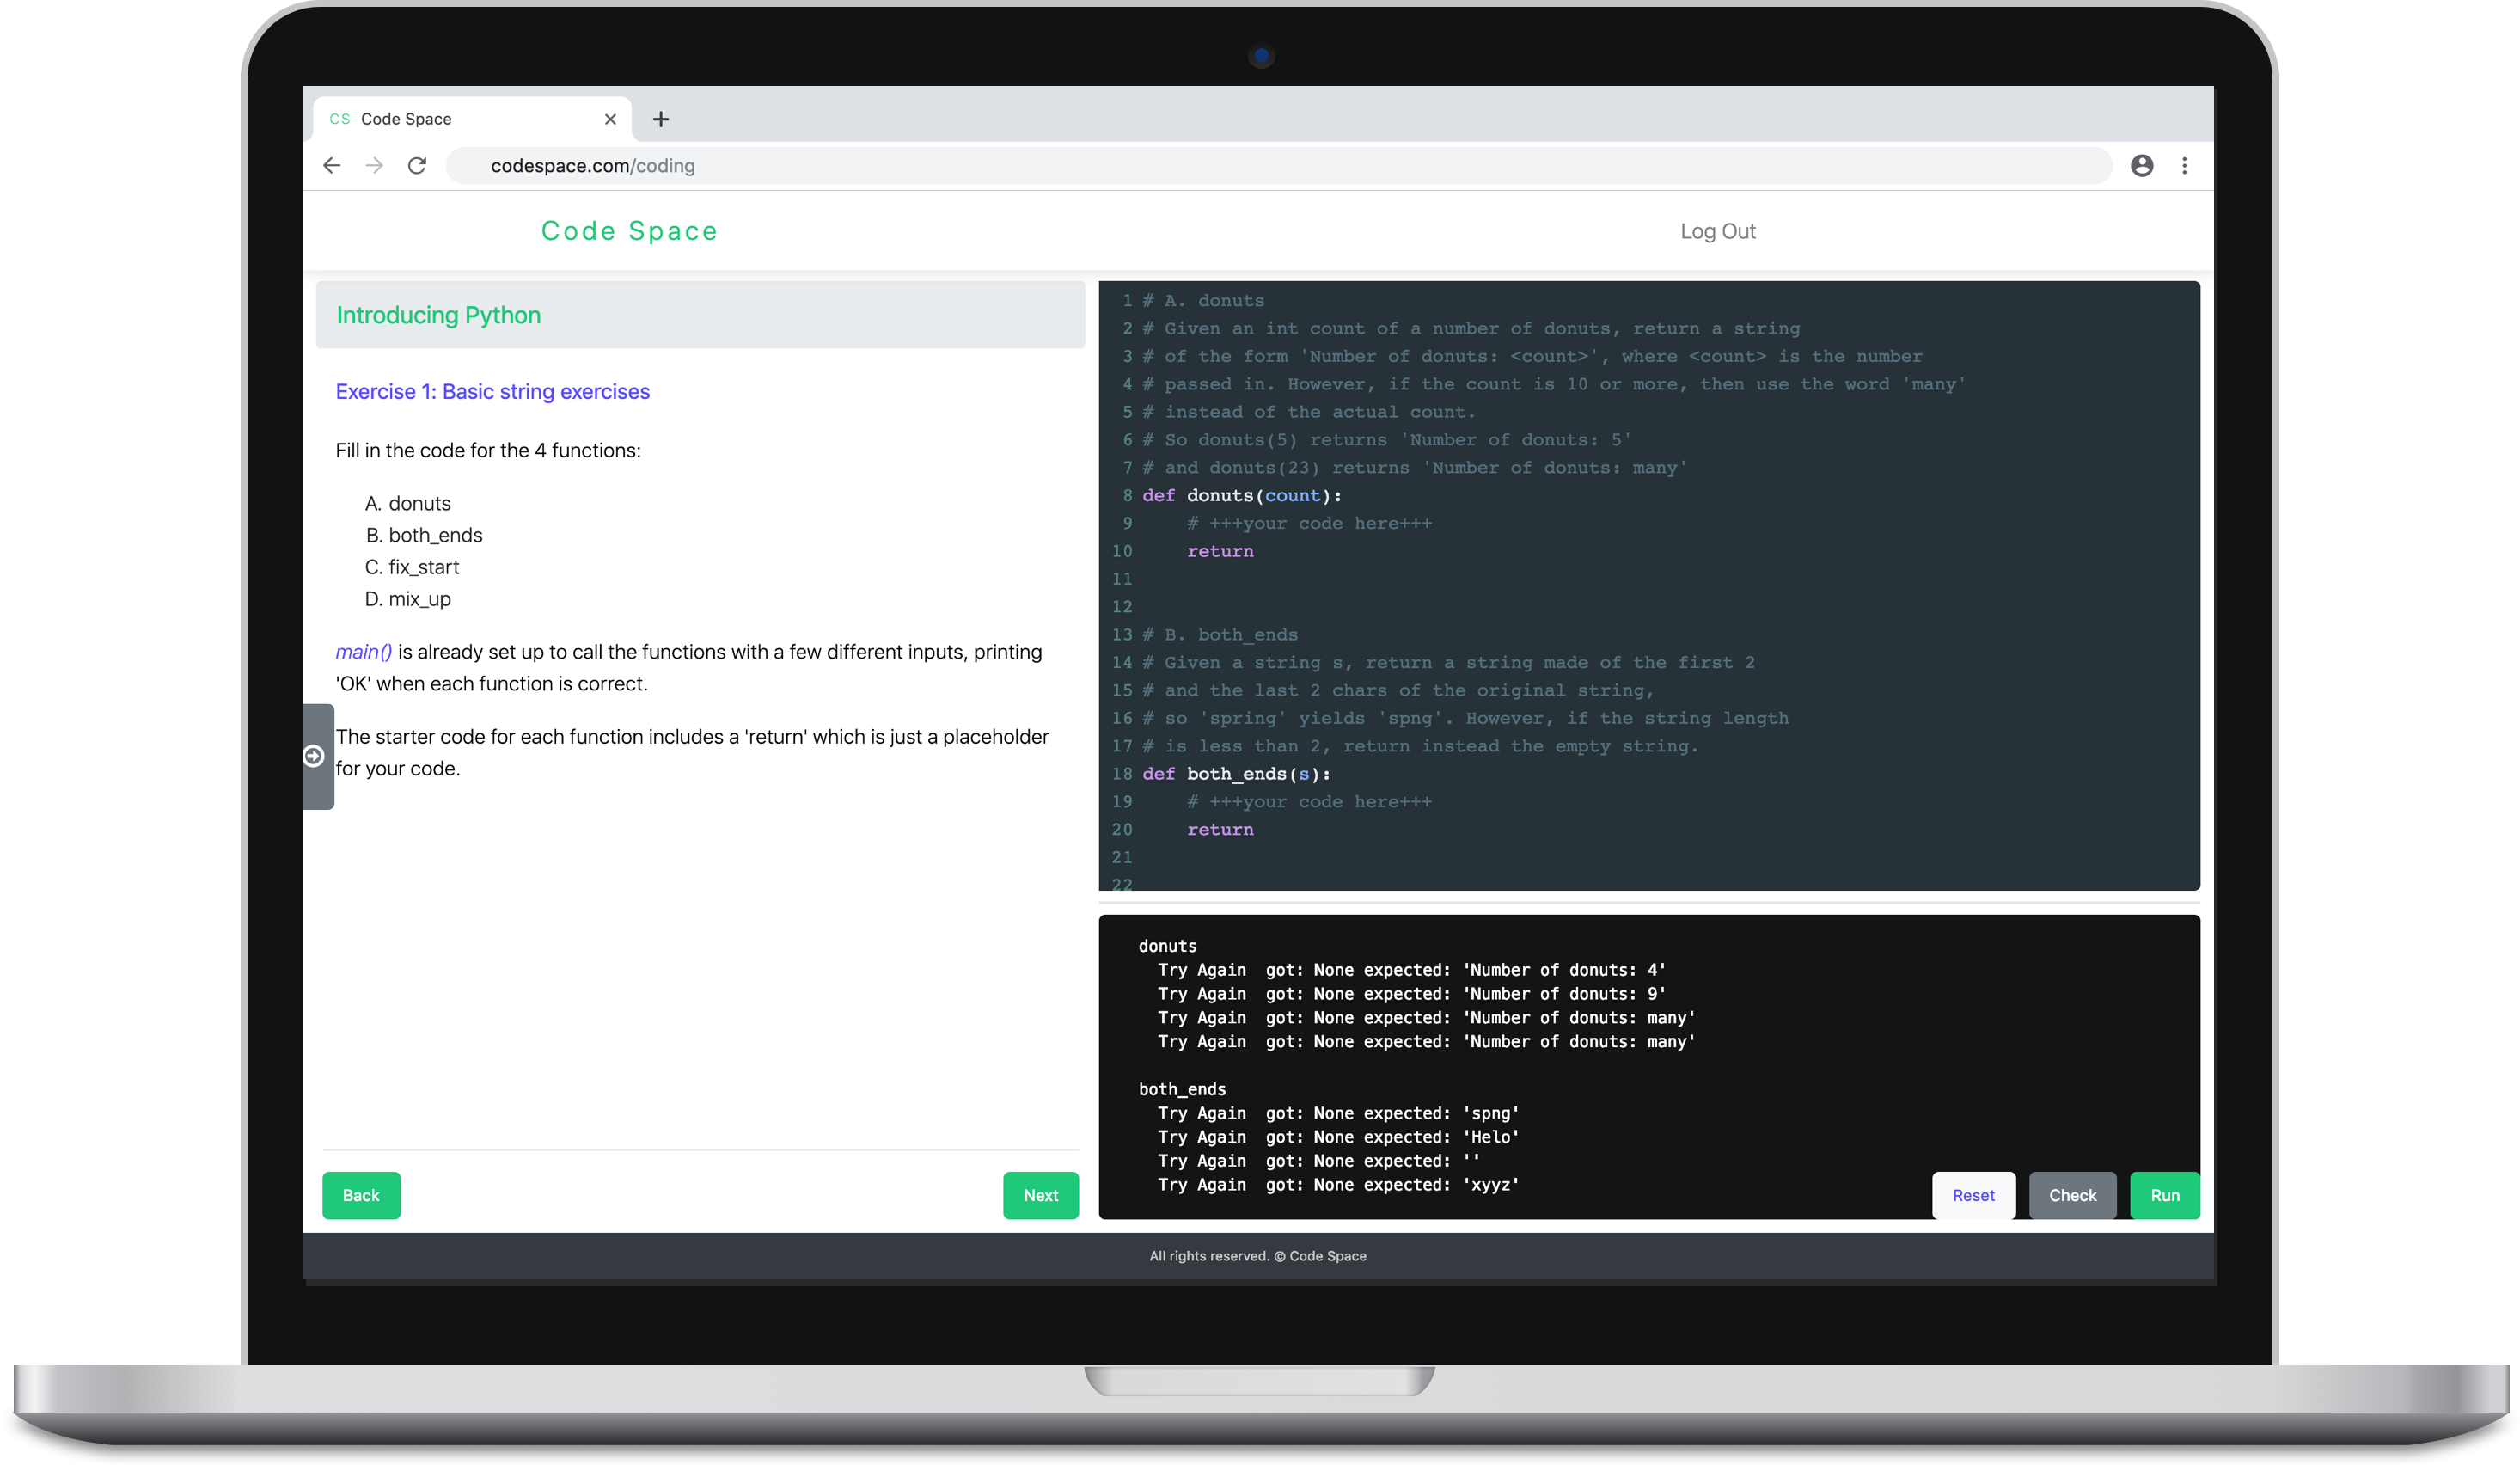 CS Code Space
codespace.com/coding
Code Space
Log Out
Introducing Python
Exercise 1: Basic string exercises
Fill in the code for the 4 functions:
A. donuts
B. both_ends
C. fix_start
D. mix_up
main() is already set up to call the functions with a few different inputs, printing
'OK' when each function is correct.
The starter code for each function includes a 'return' which is just a placeholder
for your code.
Back
Next
1 # A. donuts
2 # Given an int count of a number of donuts, return a string
3 # of the form 'Number of donuts: <count>', where <count> is the number
4 # passed in. However, if the count is 10 or more, then use the word 'many'
5 # instead of the actual count.
6 # So donuts(5) returns 'Number of donuts: 5'
7 # and donuts(23) returns 'Number of donuts: many'
8 def donuts(count):
9     # +++your code here+++
10     return
11
12
13 # B. both_ends
14 # Given a string s, return a string made of the first 2
15 # and the last 2 chars of the original string,
16 # so 'spring' yields 'spng'. However, if the string length
17 # is less than 2, return instead the empty string.
18 def both_ends(s):
19     # +++your code here+++
20     return
21
22
donuts
Try Again  got: None expected: 'Number of donuts: 4'
Try Again  got: None expected: 'Number of donuts: 9'
Try Again  got: None expected: 'Number of donuts: many'
Try Again  got: None expected: 'Number of donuts: many'
both_ends
Try Again  got: None expected: 'spng'
Try Again  got: None expected: 'Helo'
Try Again  got: None expected: ''
Try Again  got: None expected: 'xyyz'
Reset
Check
Run
All rights reserved. © Code Space